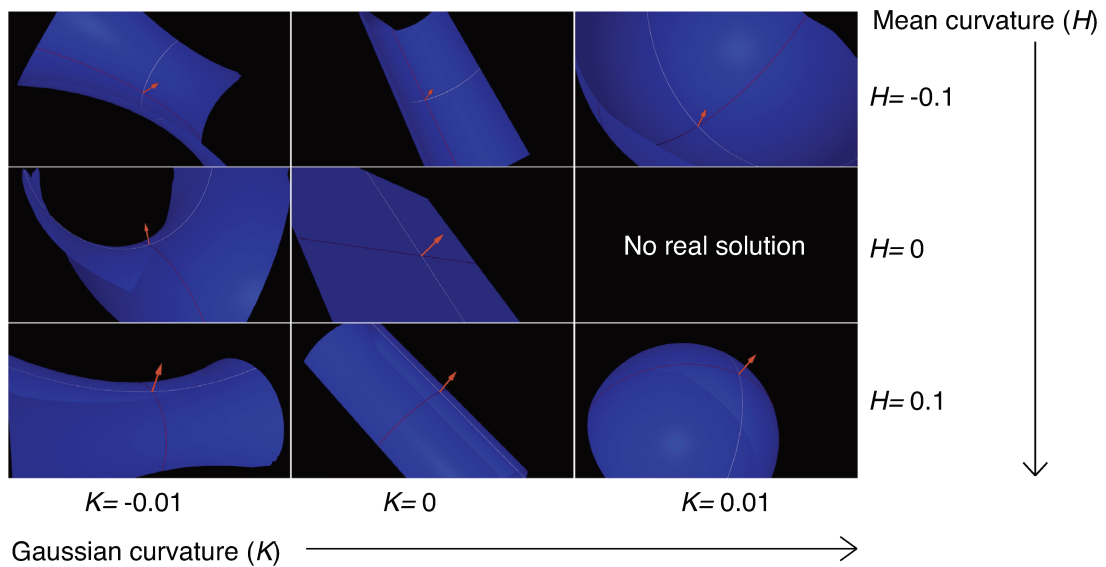 Mean curvature (H)
H= -0.1
No real solution
H= 0
H= 0.1
K= -0.01
K= 0
K= 0.01
Gaussian curvature (K)